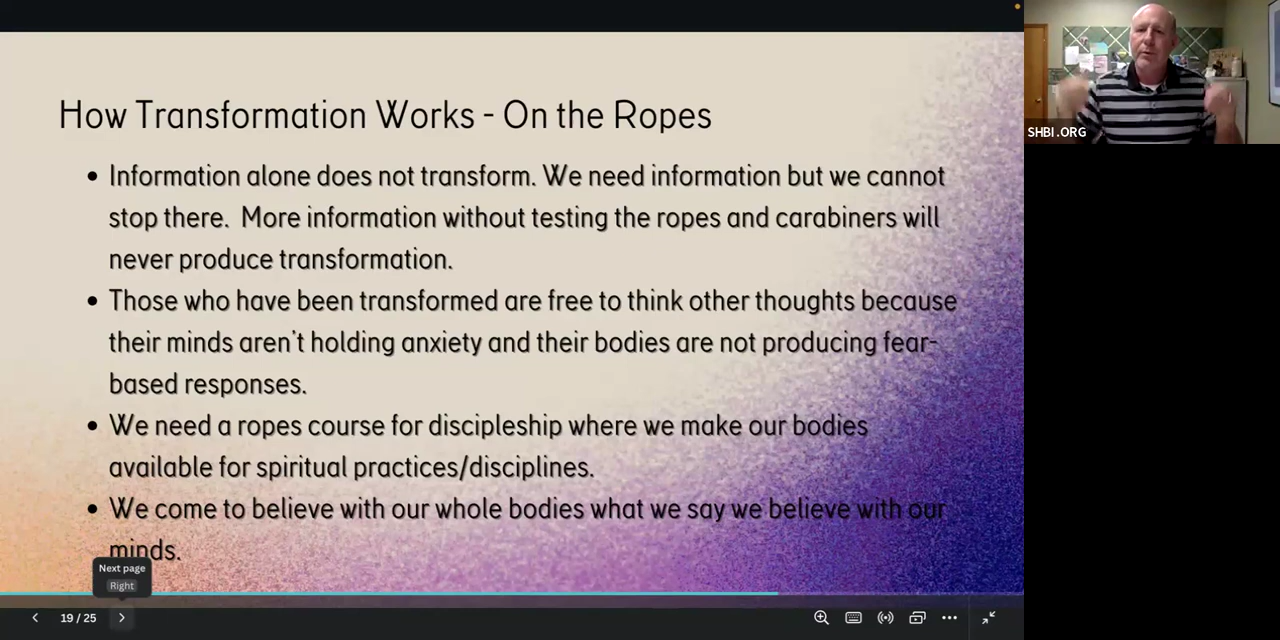 How Transformation Works - On the Ropes
• Information alone does not transform. We need information but we cannot
stop there. More information without testing the ropes and carabiners will
never produce transformation.
• Those who have been transformed are free to think other thoughts because
their minds aren't holding anxiety and their bodies are not producing fear-
based responses.
• We need a ropes course for discipleship where we make our bodies
available for spiritual practices/disciplines.
• We come to believe with our whole bodies what we say we believe with our
minds.
Next page
Right
19 / 25
SHBI.ORG